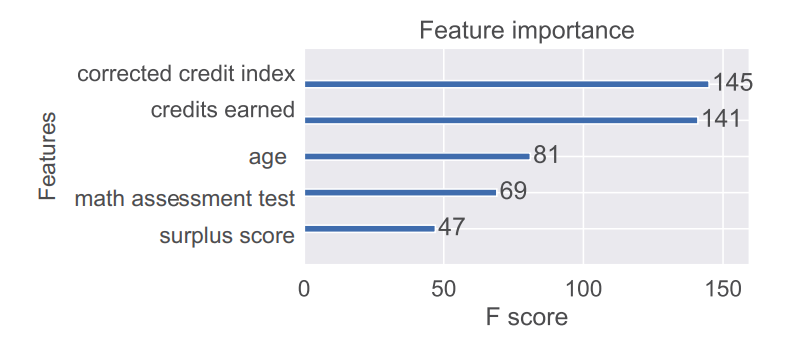 Feature importance
Features
corrected credit index 145
credits earned 141
age 81
math assessment test 69
surplus score 47
0 50 100 150
F score